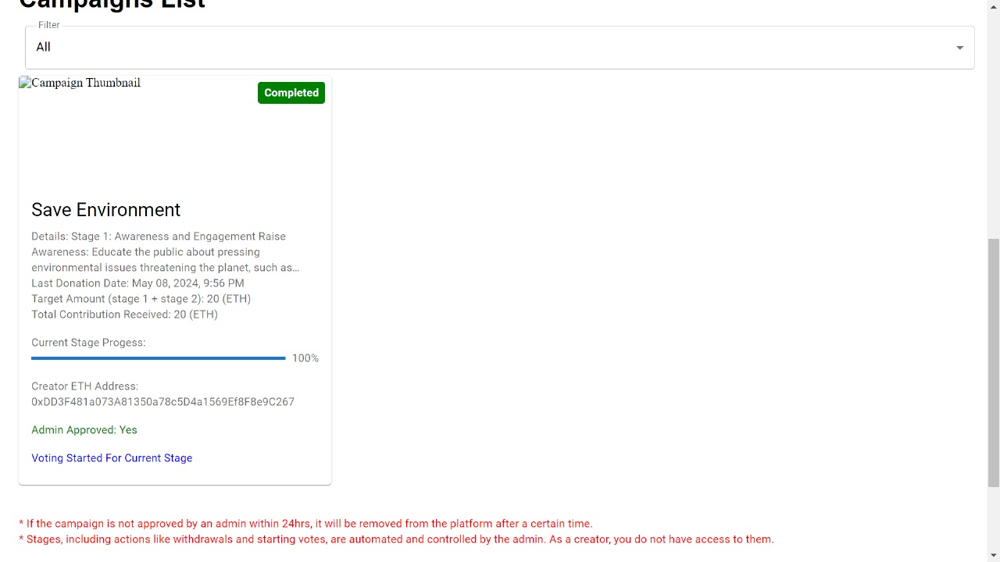 Campaigns List
Filter
All
Campaign Thumbnail
Completed
Save Environment
Details: Stage 1: Awareness and Engagement Raise
Awareness: Educate the public about pressing
environmental issues threatening the planet, such as...
Last Donation Date: May 08, 2024, 9:56 PM
Target Amount (stage 1 + stage 2): 20 (ETH)
Total Contribution Received: 20 (ETH)
Current Stage Progess:
100%
Creator ETH Address:
0xDD3F481a073A81350a78c5D4a1569Ef8F8e9C267
Admin Approved: Yes
Voting Started For Current Stage
* If the campaign is not approved by an admin within 24hrs, it will be removed from the platform after a certain time.
* Stages, including actions like withdrawals and starting votes, are automated and controlled by the admin. As a creator, you do not have access to them.